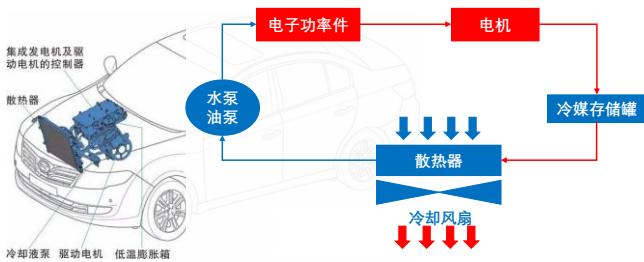 集成发电机及驱
动电机的控制器
散热器
冷却液泵
驱动电机
低温膨胀箱
电子功率件
电机
水泵
油泵
冷媒存储罐
散热器
冷却风扇